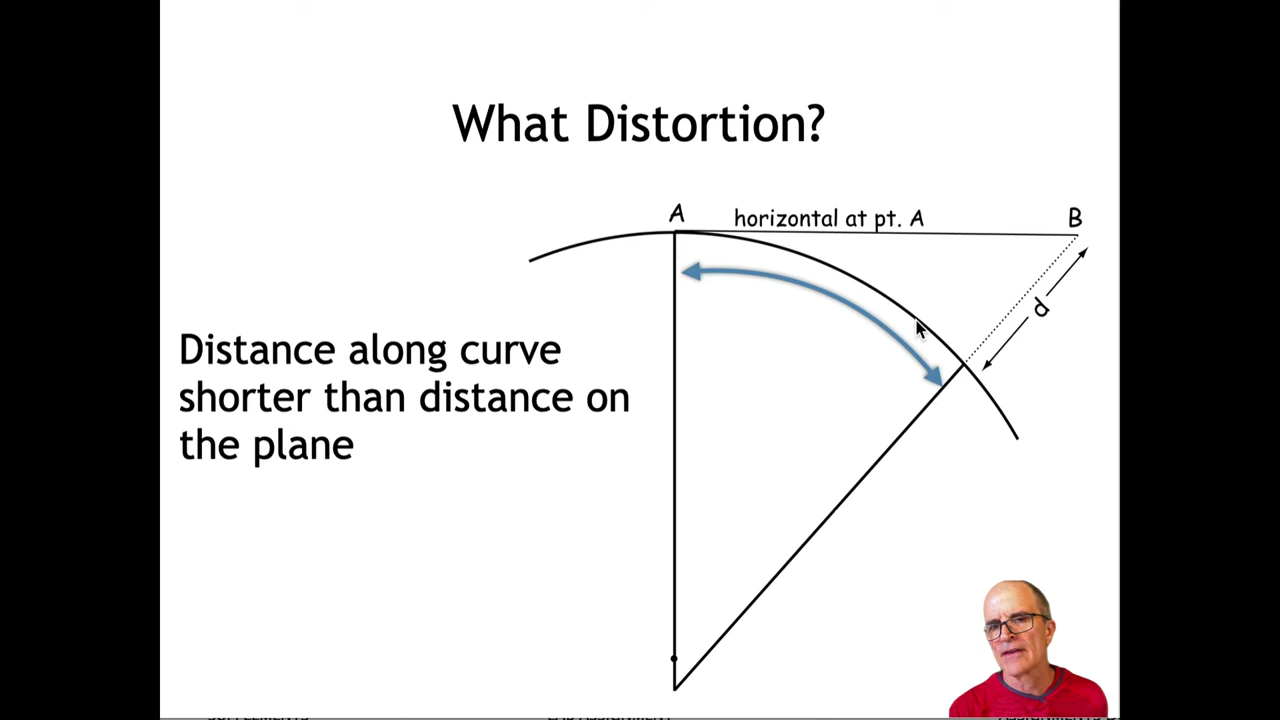 What Distortion?
A
horizontal at pt. A
B
d
Distance along curve
shorter than distance on
the plane